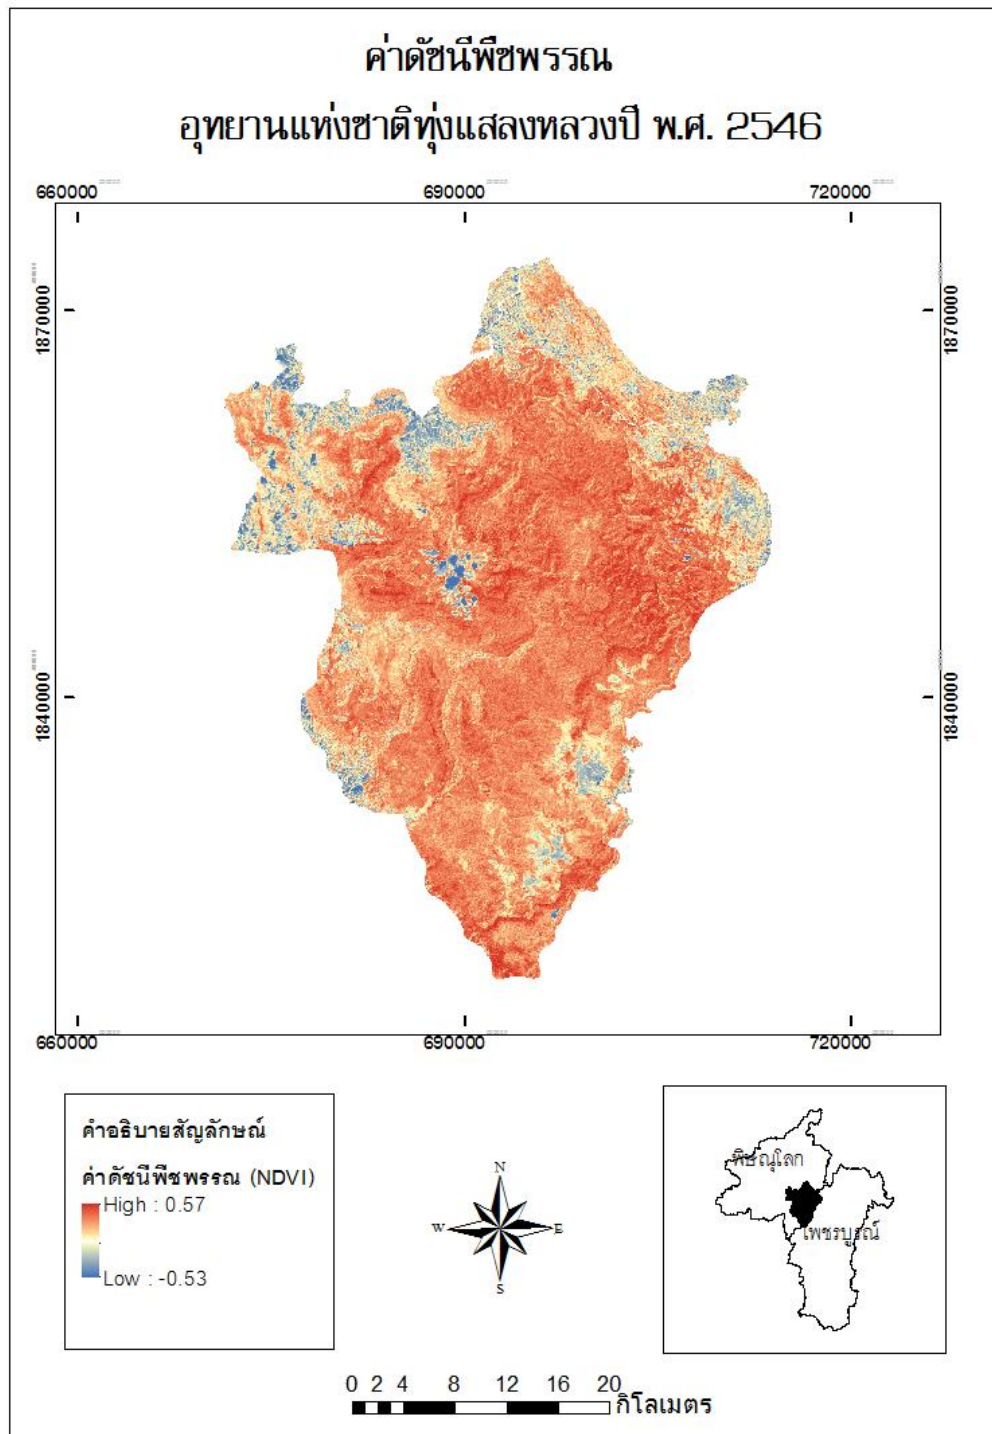 ค่าดัชนีพืชพรรณ
อุทยานแห่งชาติทุ่งแสลงหลวงปี พ.ศ. 2546
660000 690000 720000
1870000 1870000
1840000 1840000
660000 690000 720000
คำอธิบายสัญลักษณ์
ค่าดัชนีพืชพรรณ (NDVI)
High : 0.57
Low : -0.53
N
W E
S
พิษณุโลก
เพชรบูรณ์
0 2 4 8 12 16 20
กิโลเมตร